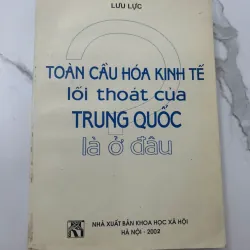 LƯU LỰC
?
TOÀN CẦU HÓA KINH TẾ
lối thoát của
TRUNG QUỐC
là ở đâu
NHÀ XUẤT BẢN KHOA HỌC XÃ HỘI
HÀ NỘI - 2002